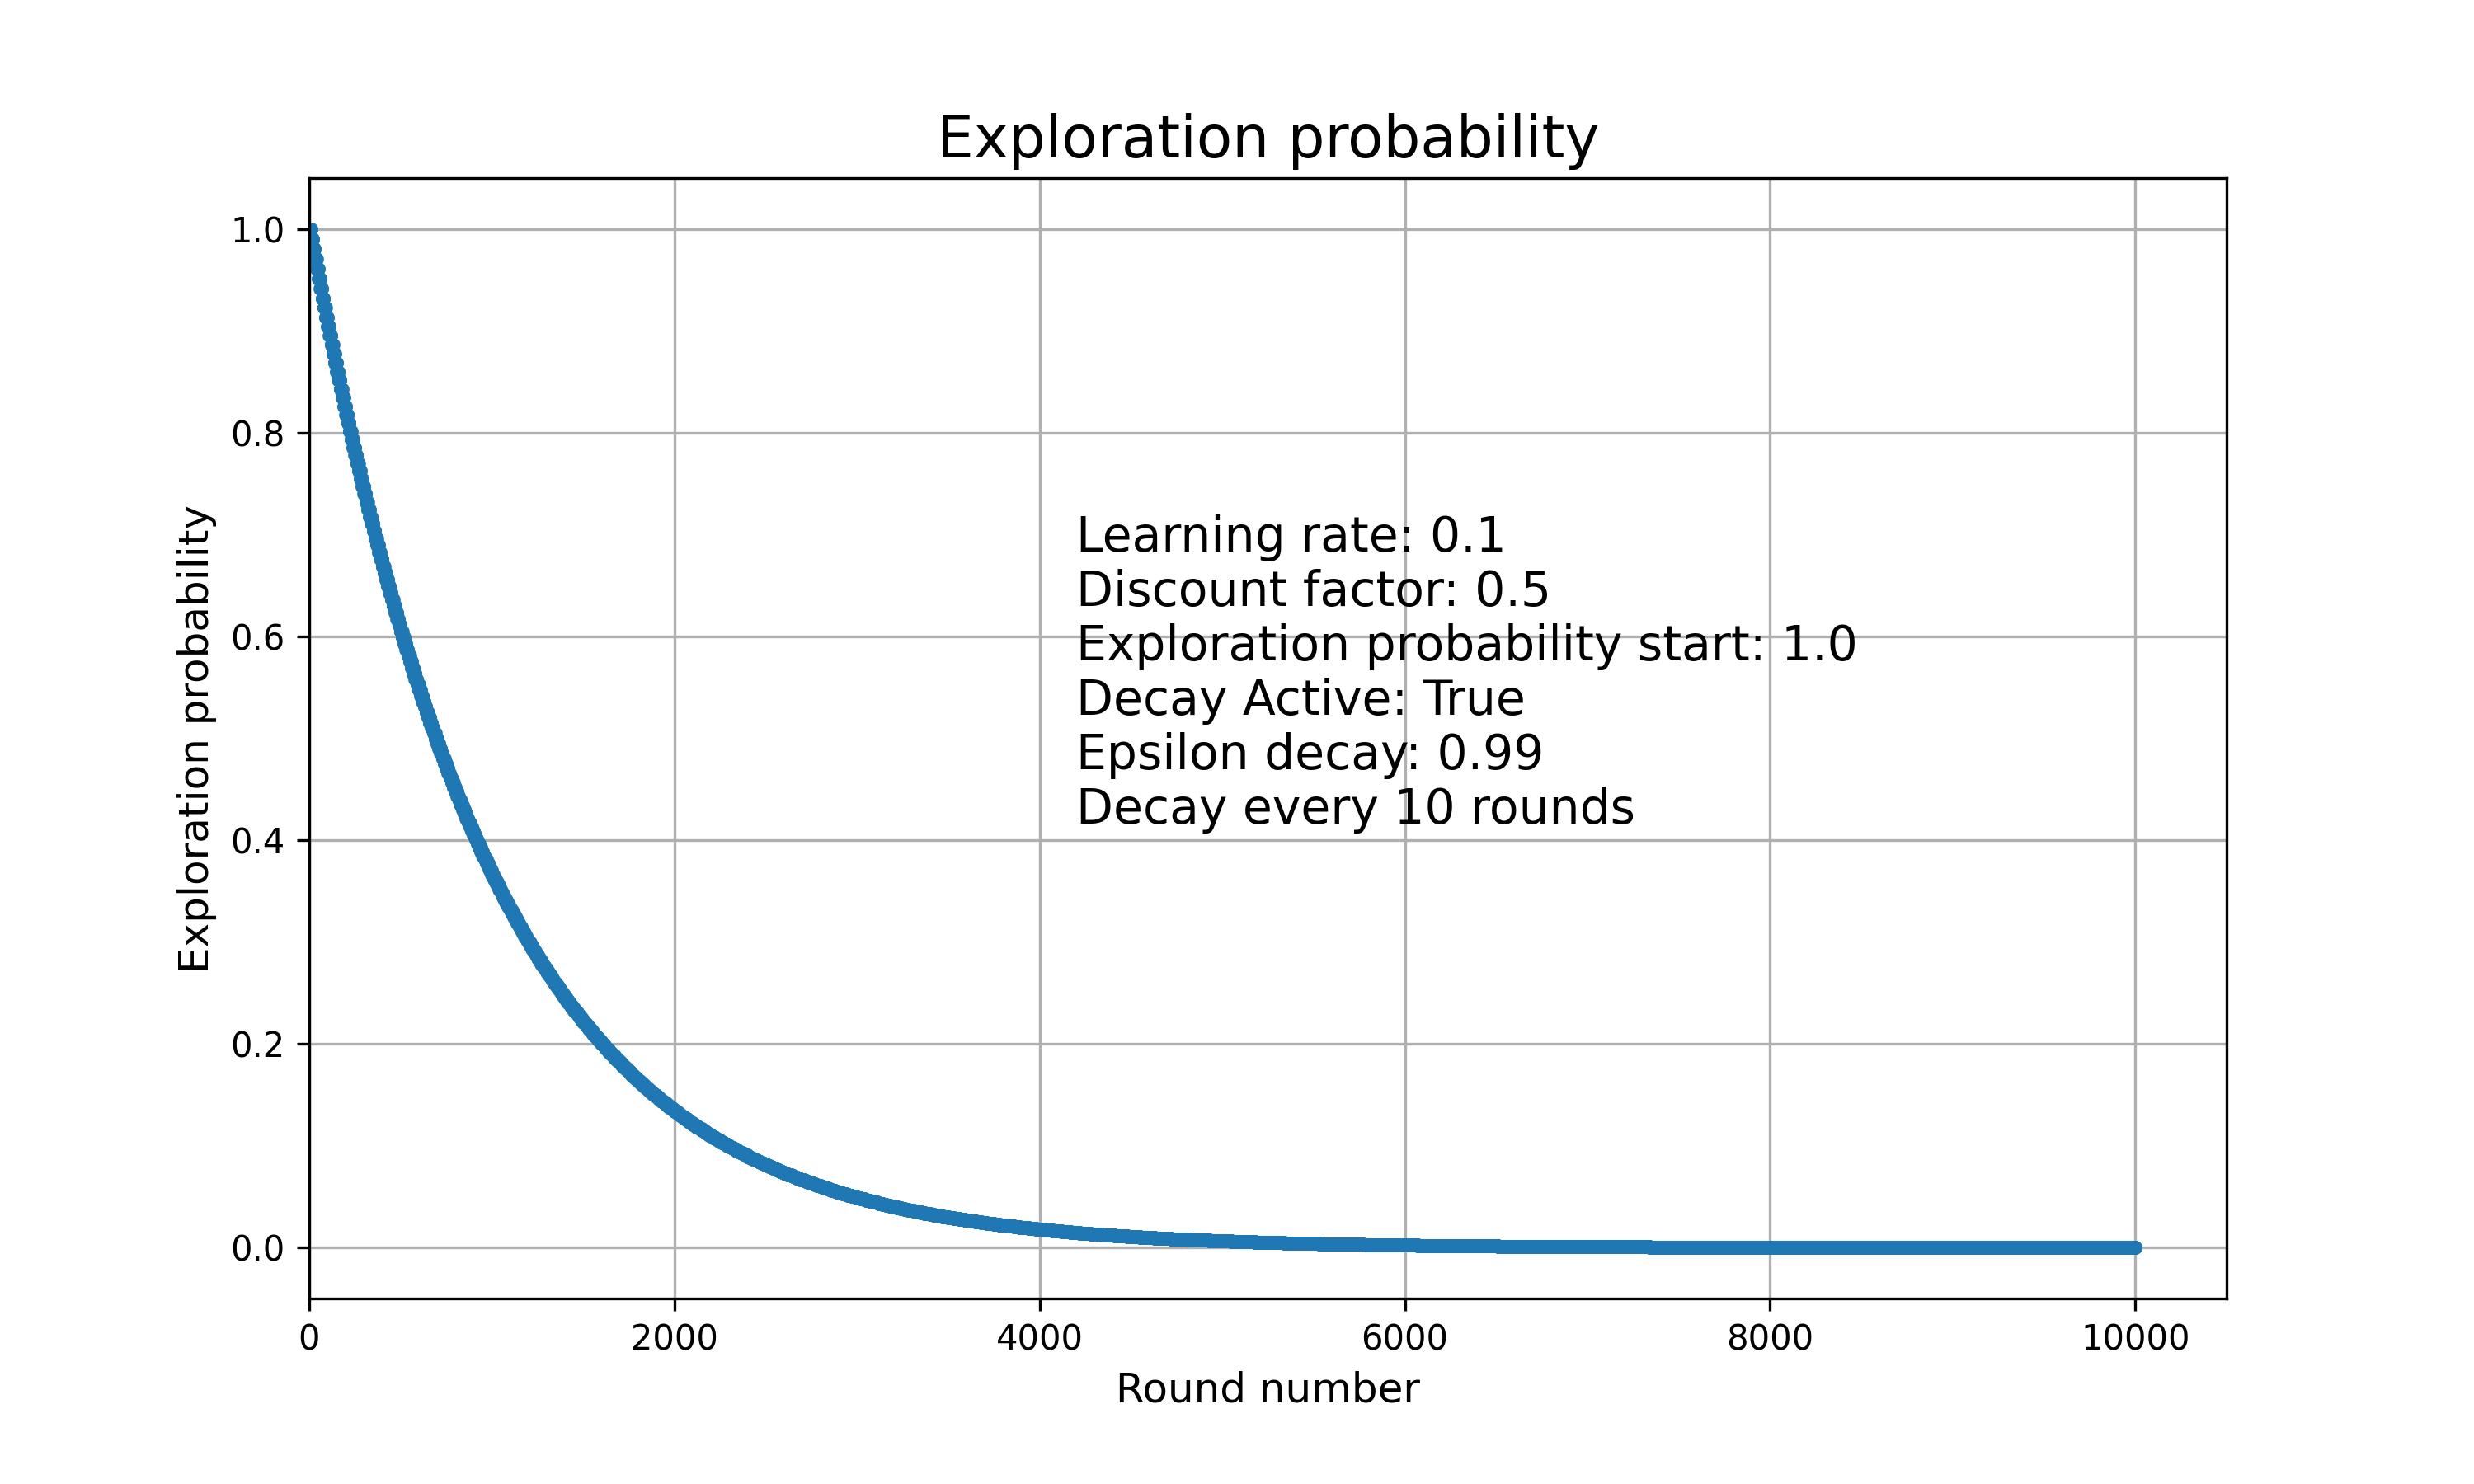 Exploration probability
Exploration probability
1.0
0.8
0.6
0.4
0.2
0.0
Learning rate: 0.1
Discount factor: 0.5
Exploration probability start: 1.0
Decay Active: True
Epsilon decay: 0.99
Decay every 10 rounds
0 2000 4000 6000 8000 10000
Round number